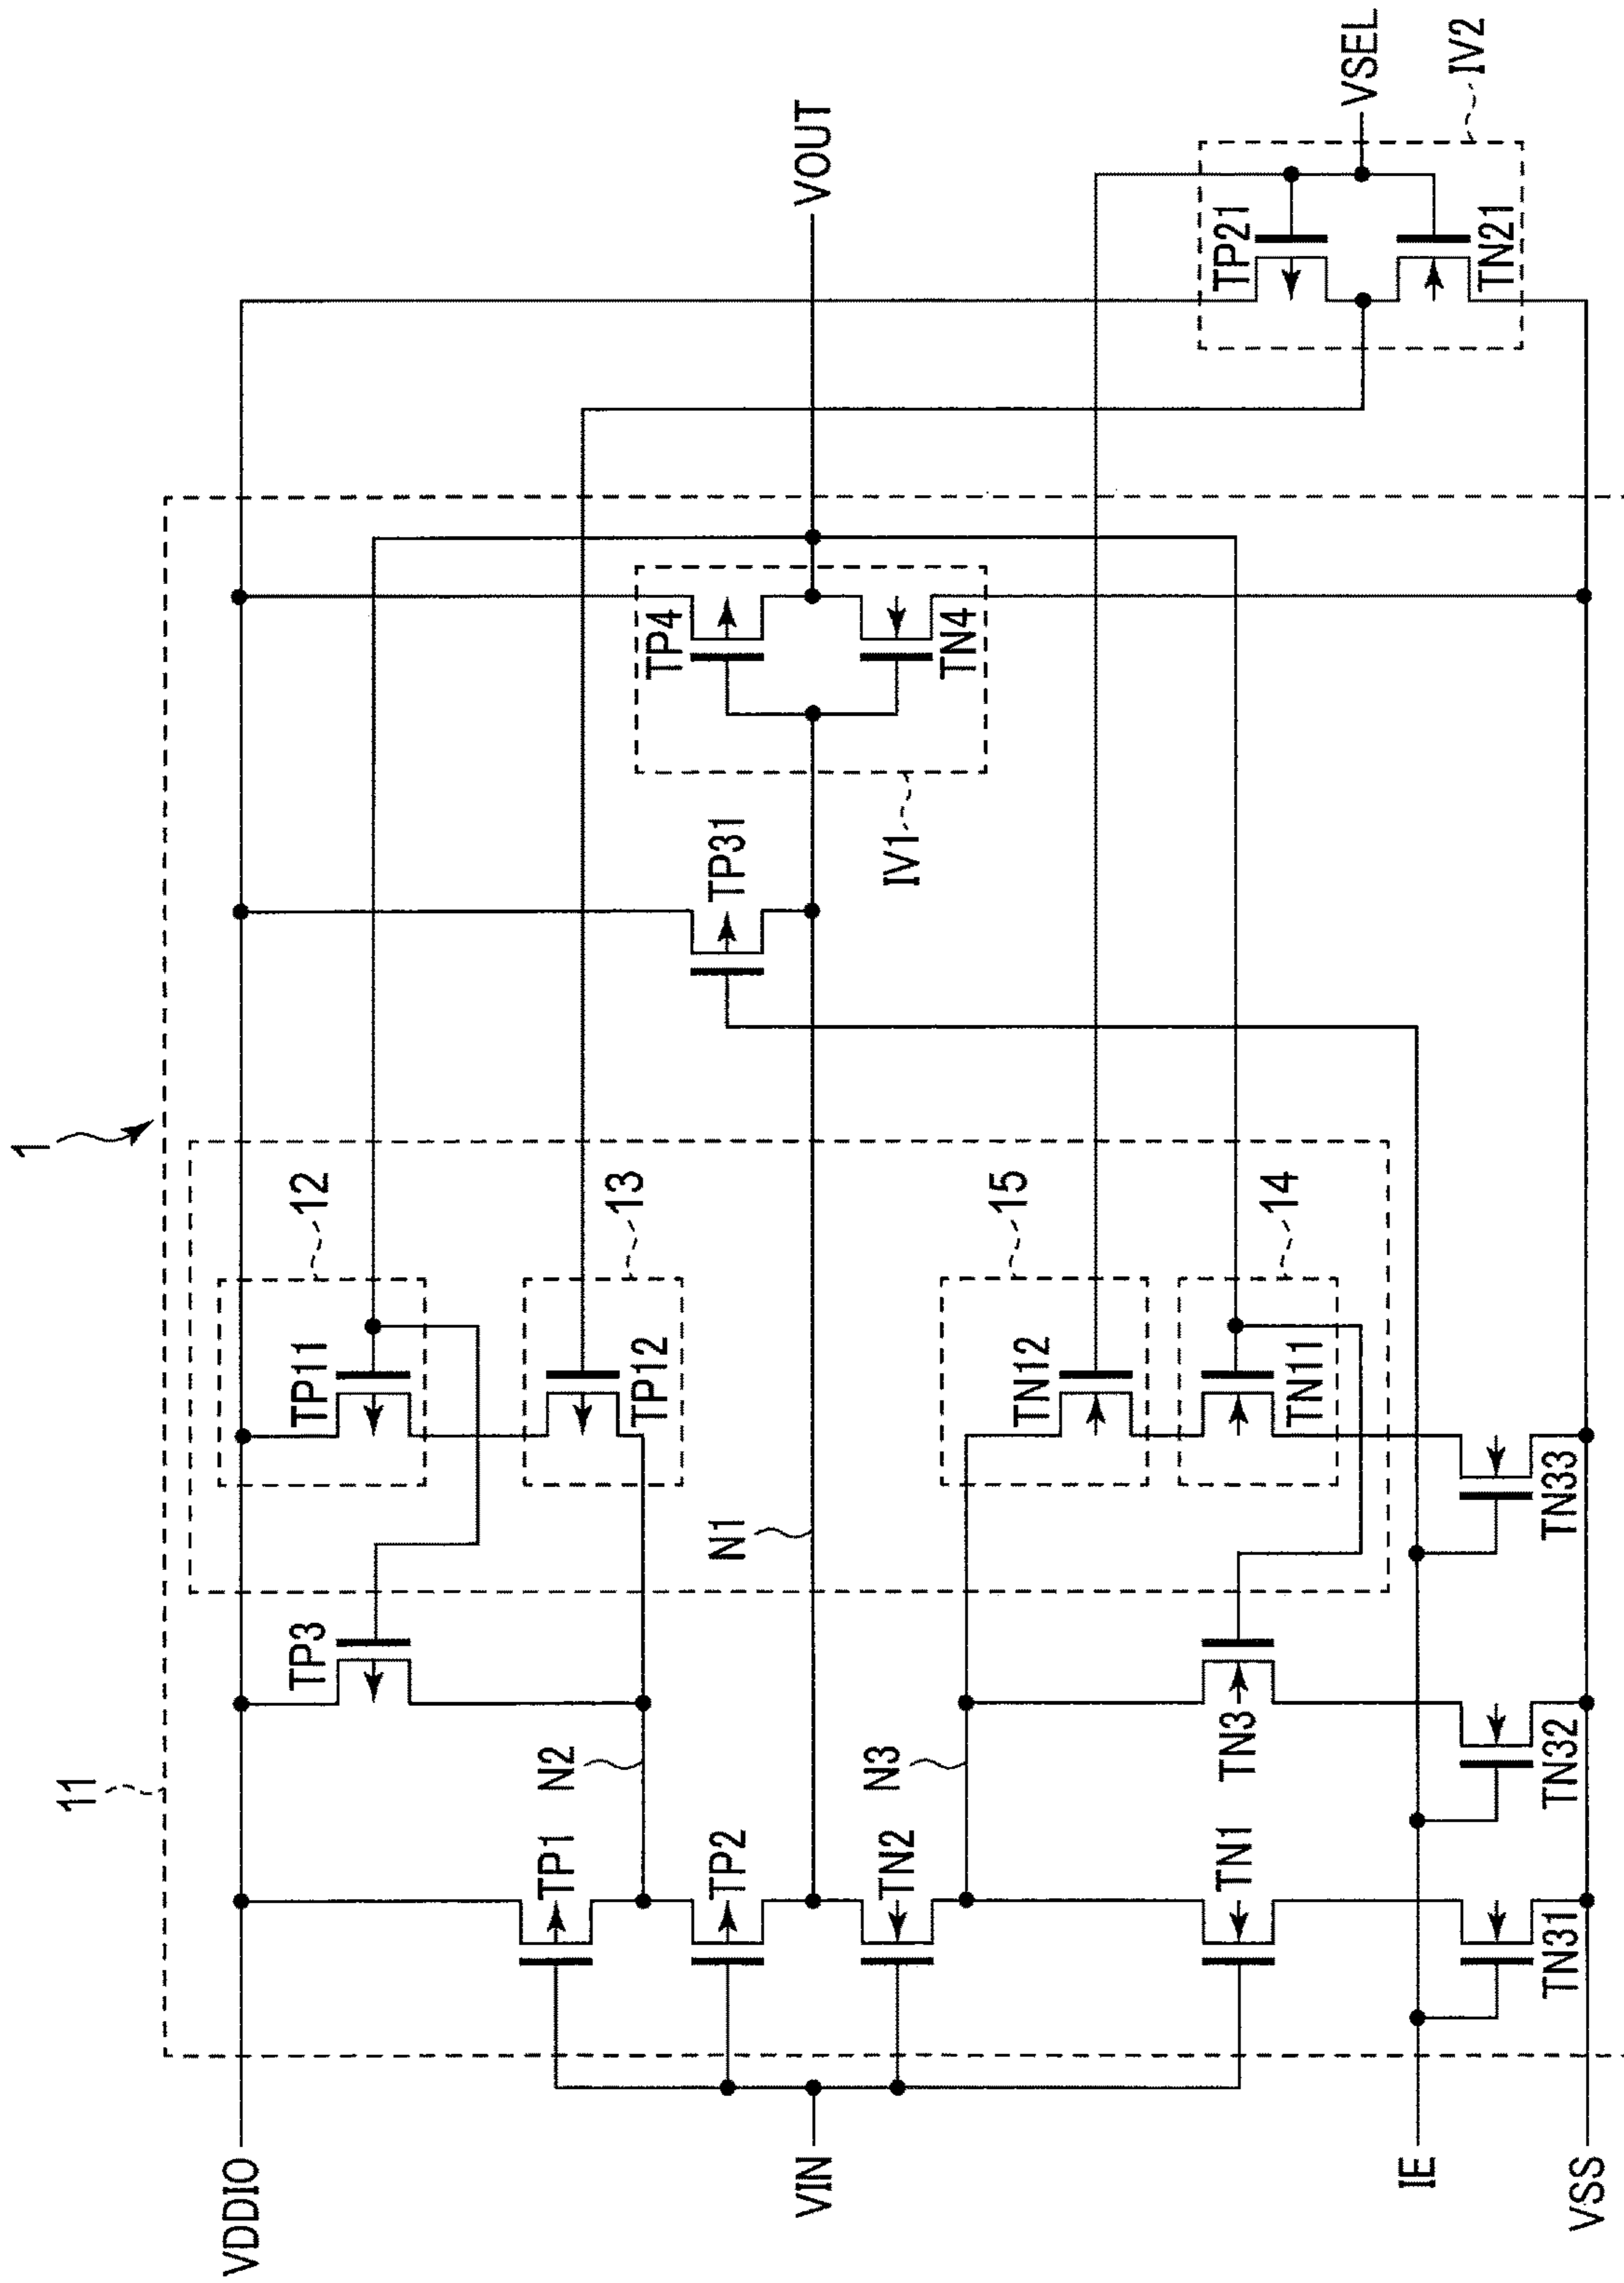 1
11
VDDIO
TP3
TP11
12
TP1
N2
TP12
13
TP4
TP2
N1
TP31
VOUT
VIN
TN2
N3
IV1
TN4
TN12
15
TN1
TN3
TN11
14
TP21
VSEL
IE
TN21
IV2
TN31
TN32
TN33
VSS